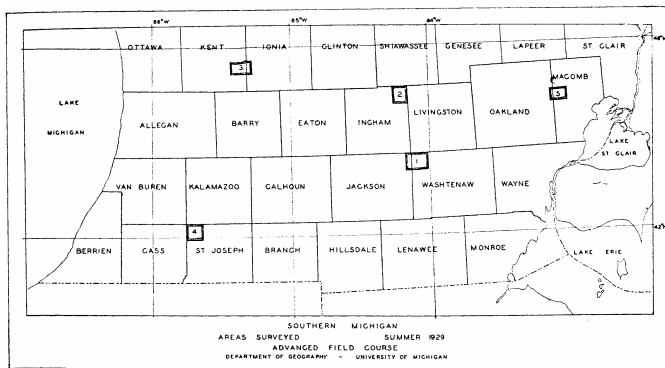 86°W 85°W 84°W
OTTAWA KENT IONIA CLINTON SHIAWASSEE GENESEE LAPEER ST. CLAIR
3
MACOMB
LAKE MICHIGAN
2
5
ALLEGAN BARRY EATON INGHAM LIVINGSTON OAKLAND
LAKE ST. CLAIR
1
VAN BUREN KALAMAZOO CALHOUN JACKSON WASHTENAW WAYNE
42°
4
BERRIEN CASS ST JOSEPH BRANCH HILLSDALE LENAWEE MONROE
LAKE ERIE
SOUTHERN MICHIGAN
AREAS SURVEYED SUMMER 1929
ADVANCED FIELD COURSE
DEPARTMENT OF GEOGRAPHY - UNIVERSITY OF MICHIGAN